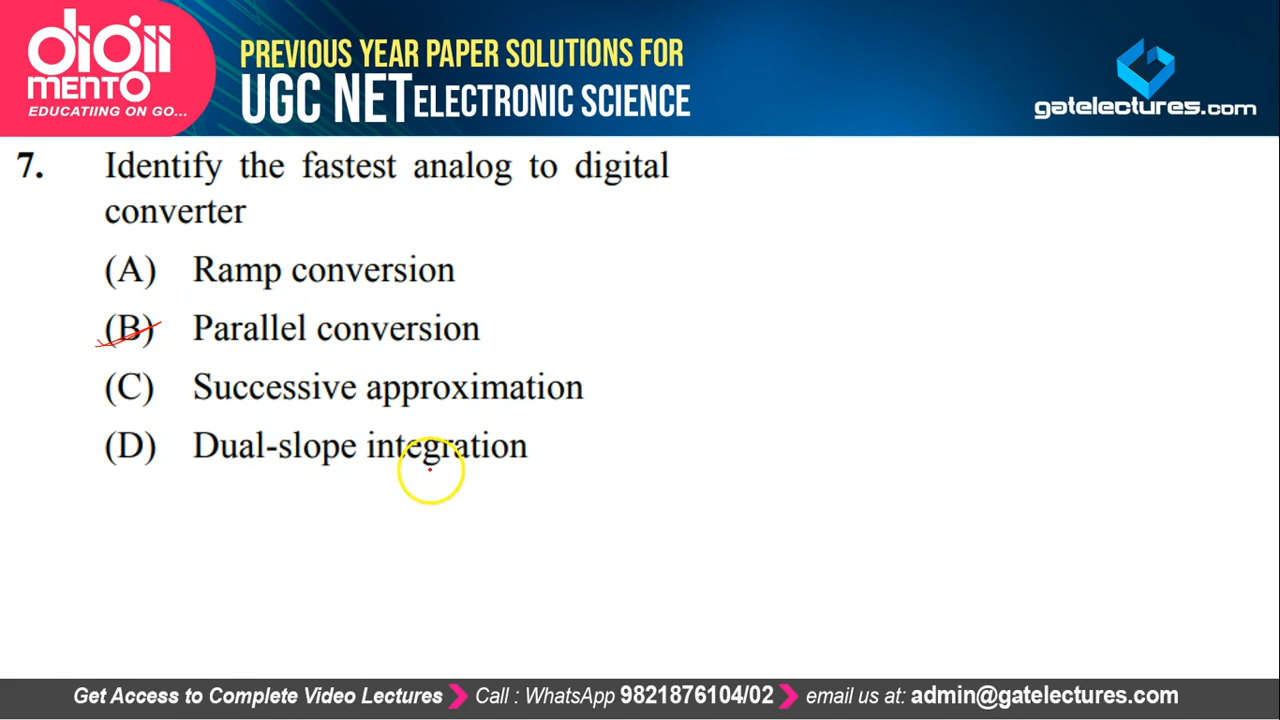 digii
MENTO
EDUCATIING ON GO...
PREVIOUS YEAR PAPER SOLUTIONS FOR
UGC NET ELECTRONIC SCIENCE
gatelectures.com
7. Identify the fastest analog to digital
converter
(A) Ramp conversion
(B) Parallel conversion
(C) Successive approximation
(D) Dual-slope integration
Get Access to Complete Video Lectures Call : WhatsApp 9821876104/02 email us at: admin@gatelectures.com